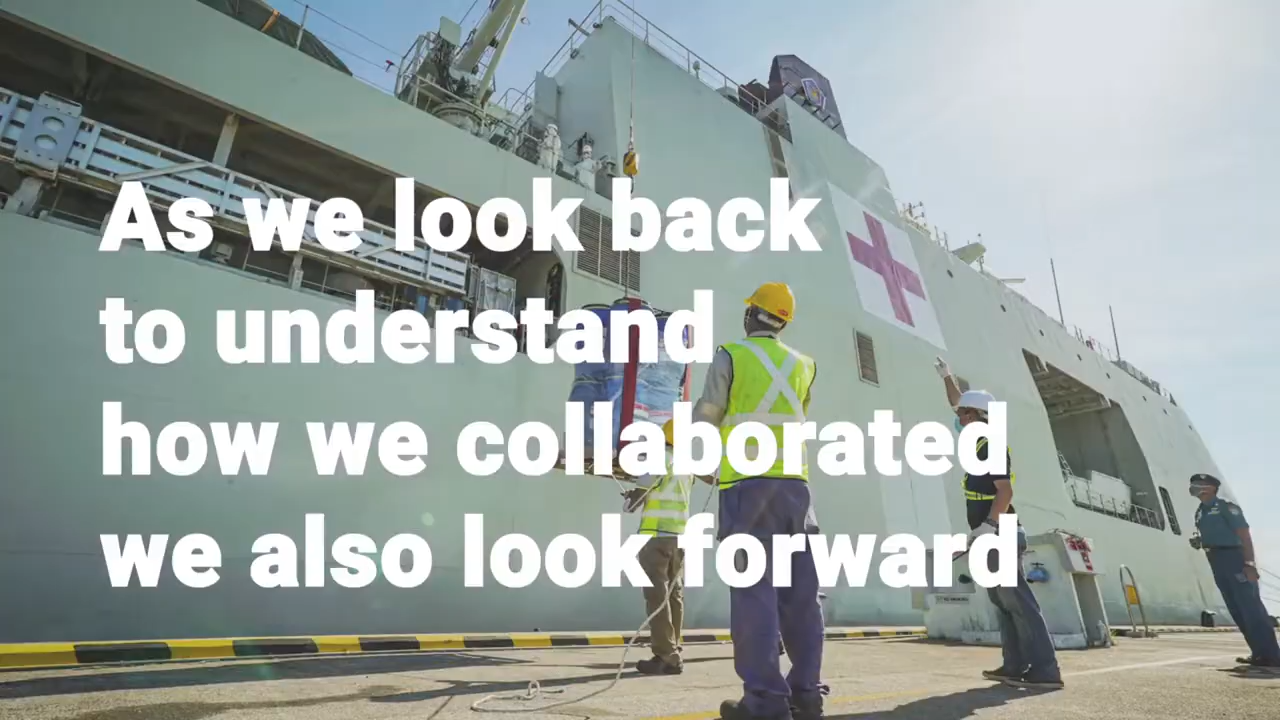 As we look back
to understand
how we collaborated
we also look forward